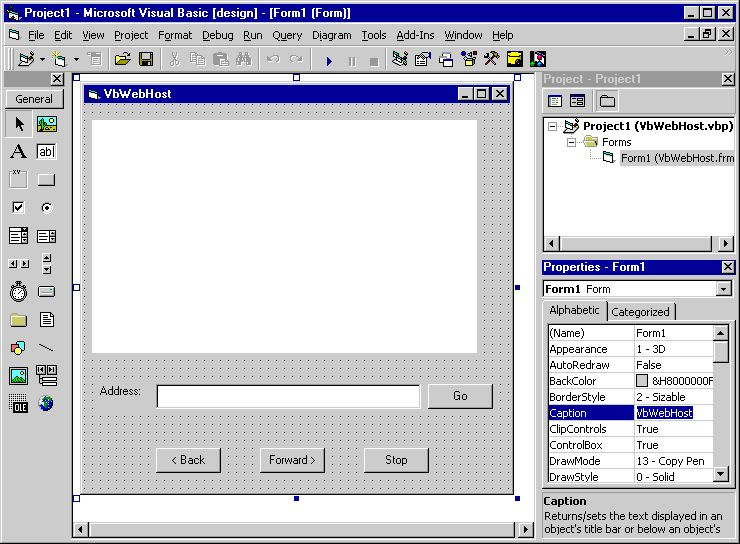 Project1 - Microsoft Visual Basic [design] - [Form1 (Form)]
File Edit View Project Format Debug Run Query Diagram Tools Add-Ins Window Help
General
A
ab|
XY
OLE
VbWebHost
Address:
Go
< Back
Forward >
Stop
Project - Project1
Project1 (VbWebHost.vbp)
Forms
Form1 (VbWebHost.frm
Properties - Form1
Form1 Form
Alphabetic Categorized
(Name) Form1
Appearance 1 - 3D
AutoRedraw False
BackColor &H8000000F
BorderStyle 2 - Sizable
Caption VbWebHost
ClipControls True
ControlBox True
DrawMode 13 - Copy Pen
DrawStyle 0 - Solid
Caption
Returns/sets the text displayed in an
object's title bar or below an object's